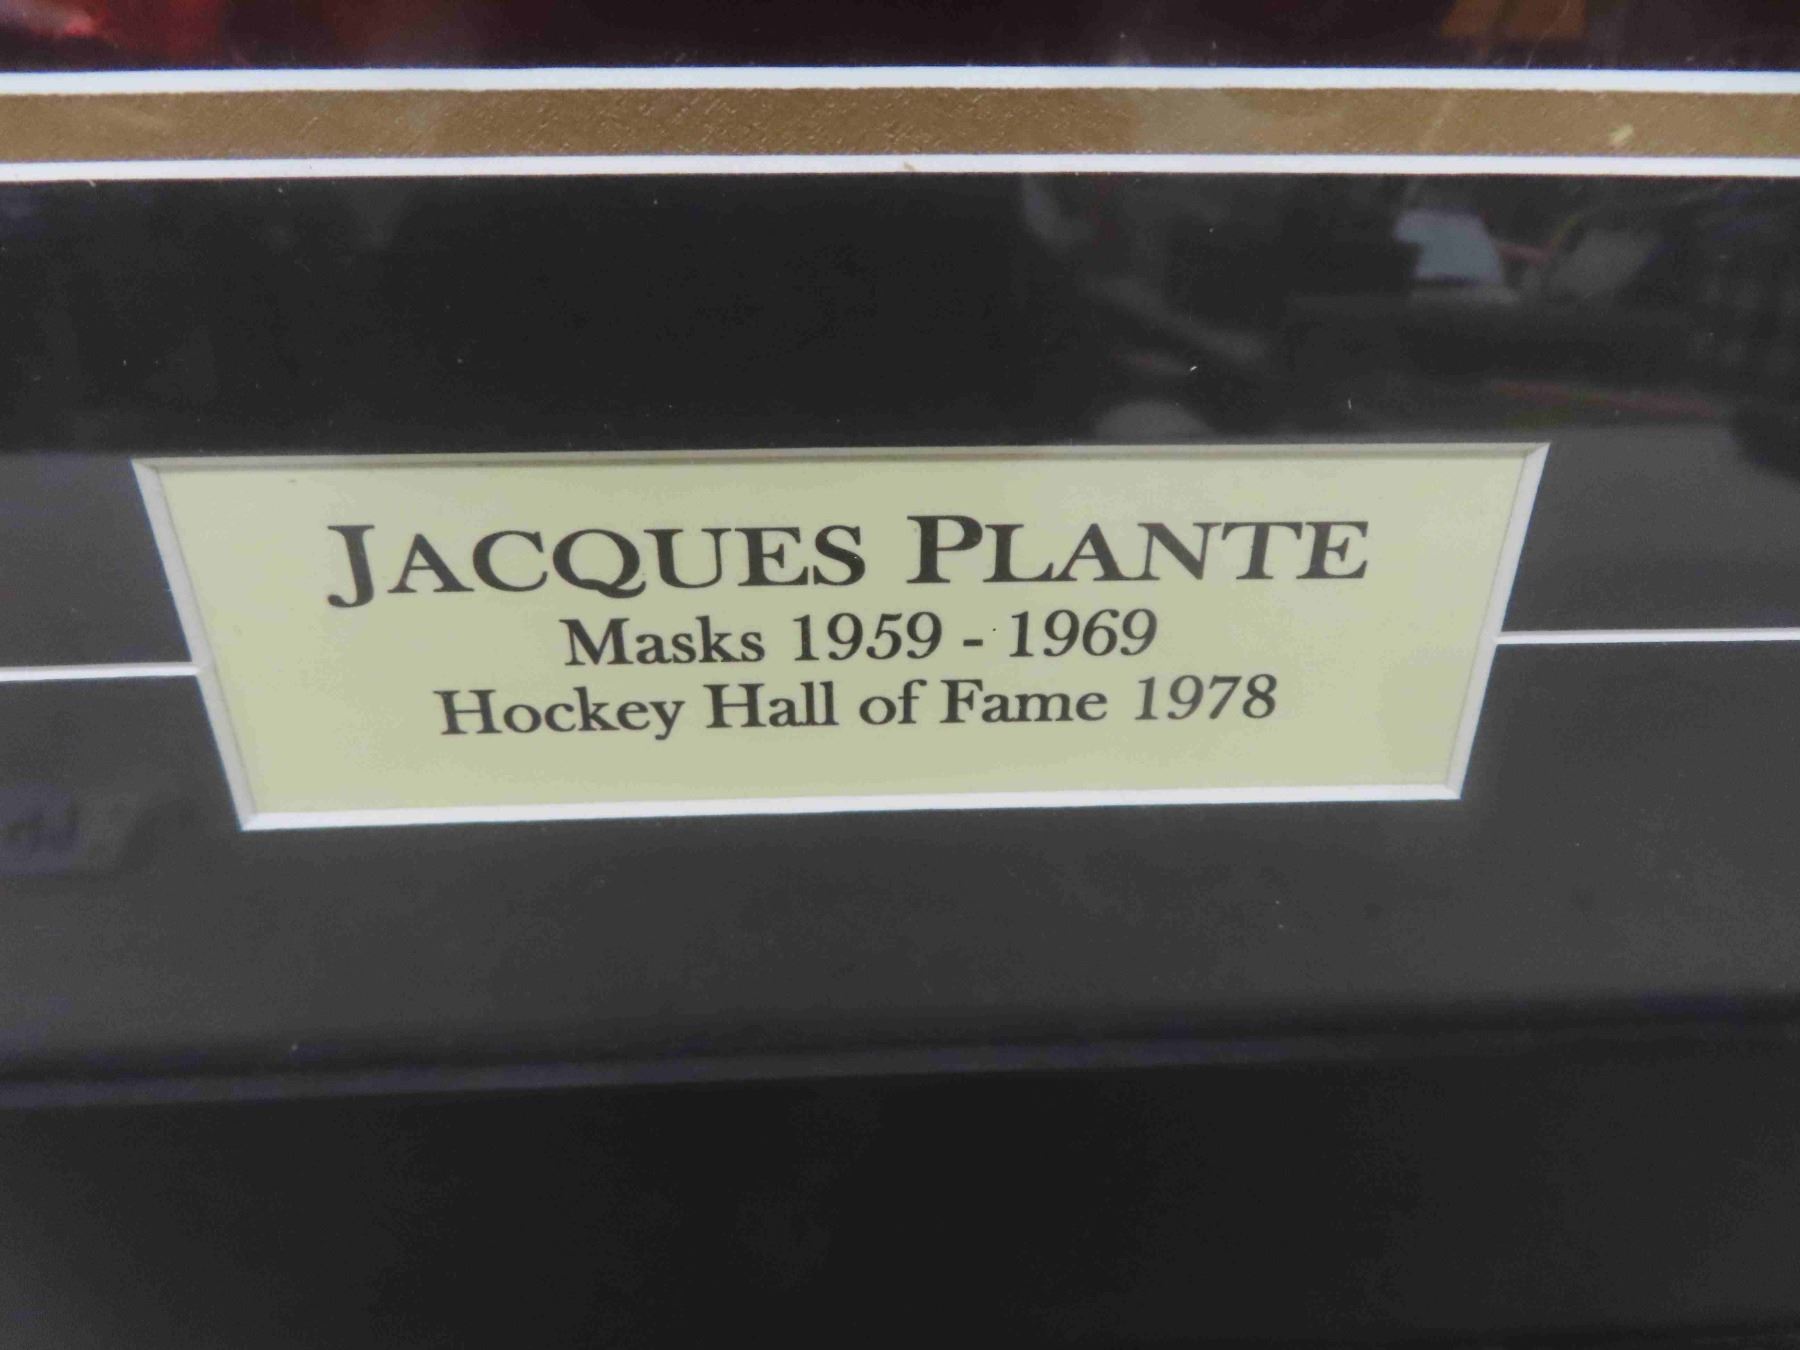 JACQUES PLANTE
Masks 1959 - 1969
Hockey Hall of Fame 1978